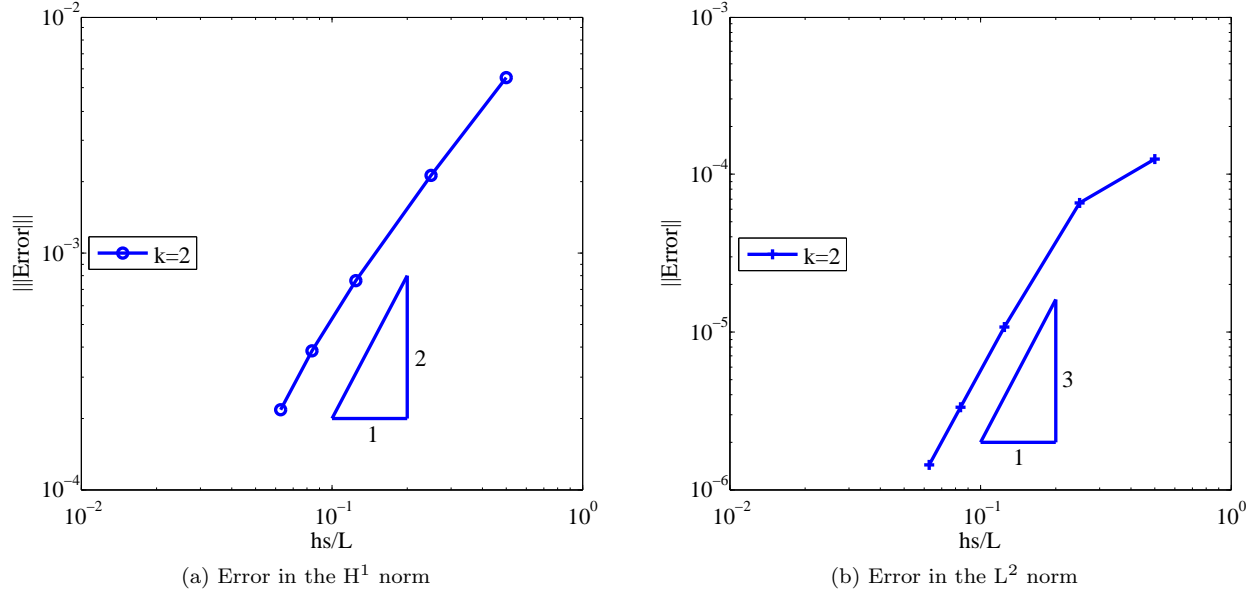 10^-2
10^-3
10^-4
|||Error|||
k=2
2
1
10^-2
10^-1
10^0
hs/L
(a) Error in the H^1 norm
10^-3
10^-4
10^-5
10^-6
||Error||
k=2
3
1
10^-2
10^-1
10^0
hs/L
(b) Error in the L^2 norm